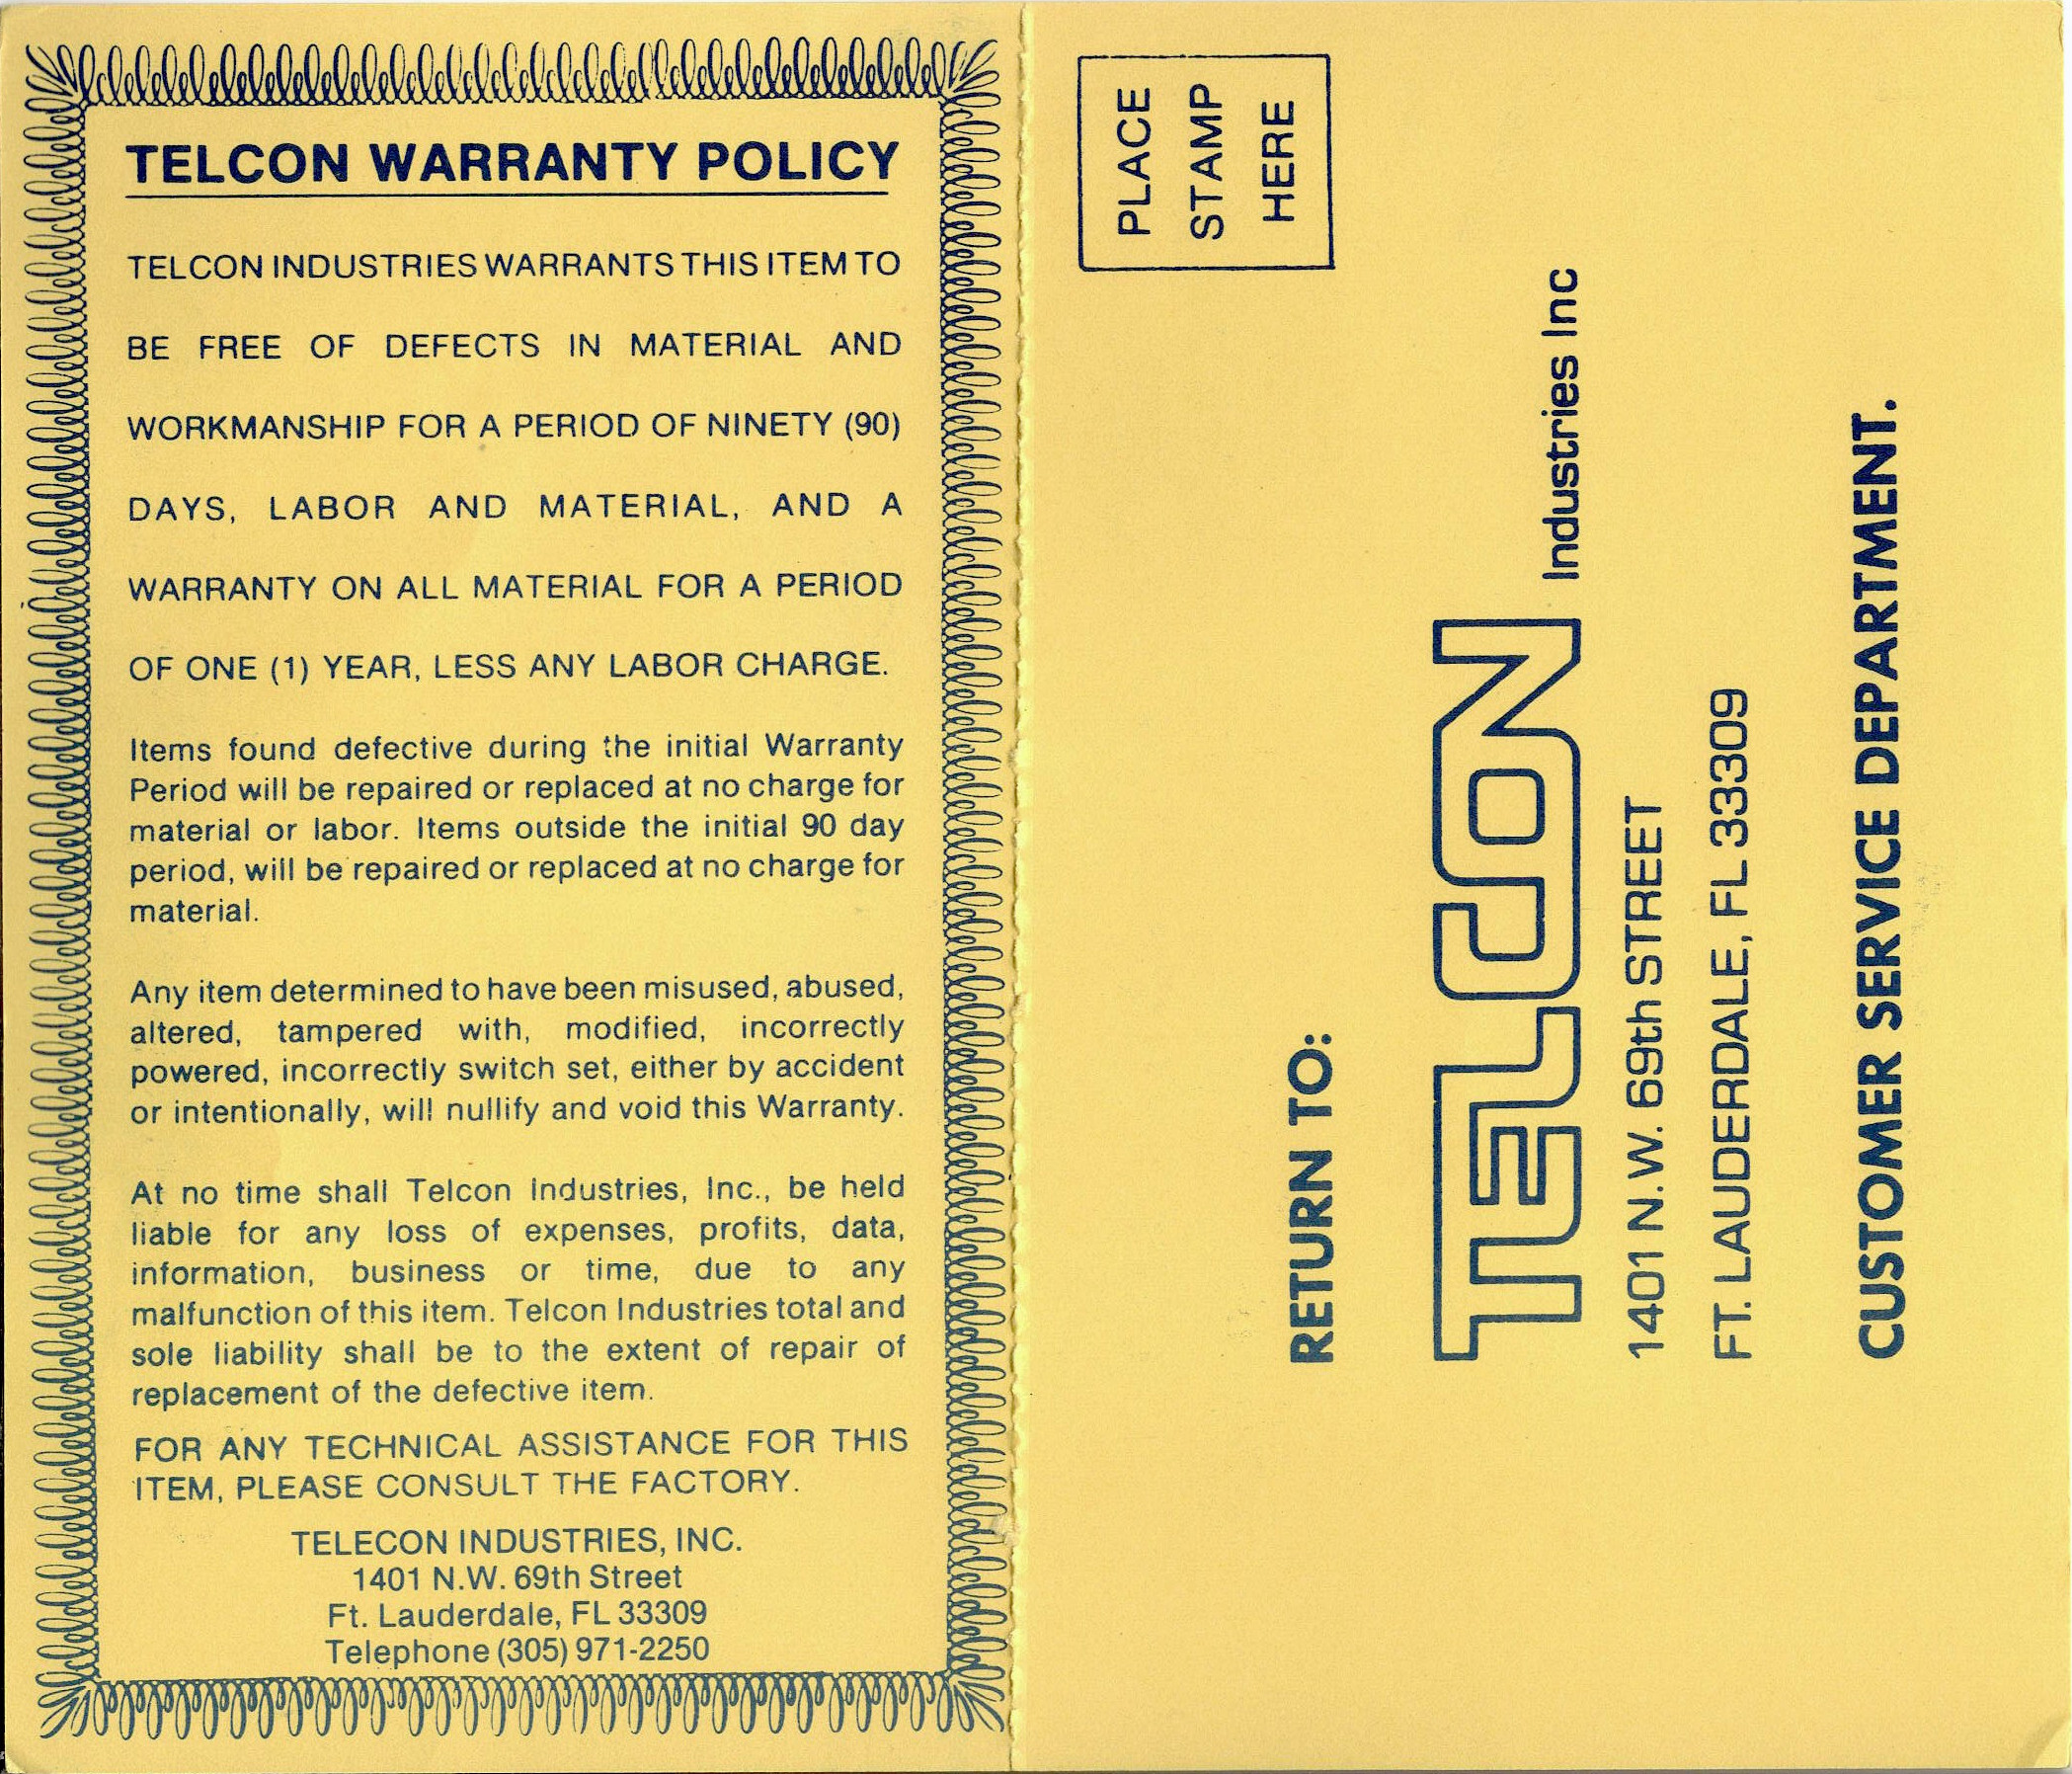 TELCON WARRANTY POLICY
TELCON INDUSTRIES WARRANTS THIS ITEM TO
BE FREE OF DEFECTS IN MATERIAL AND
WORKMANSHIP FOR A PERIOD OF NINETY (90)
DAYS, LABOR AND MATERIAL, AND A
WARRANTY ON ALL MATERIAL FOR A PERIOD
OF ONE (1) YEAR, LESS ANY LABOR CHARGE.
Items found defective during the initial Warranty
Period will be repaired or replaced at no charge for
material or labor. Items outside the initial 90 day
period, will be repaired or replaced at no charge for
material.
Any item determined to have been misused, abused,
altered, tampered with, modified, incorrectly
powered, incorrectly switch set, either by accident
or intentionally, will nullify and void this Warranty.
At no time shall Telcon Industries, Inc., be held
liable for any loss of expenses, profits, data,
information, business or time, due to any
malfunction of this item. Telcon Industries total and
sole liability shall be to the extent of repair of
replacement of the defective item.
FOR ANY TECHNICAL ASSISTANCE FOR THIS
ITEM, PLEASE CONSULT THE FACTORY.
TELECON INDUSTRIES, INC.
1401 N.W. 69th Street
Ft. Lauderdale, FL 33309
Telephone (305) 971-2250
PLACE
STAMP
HERE
RETURN TO:
TELCON Industries Inc
1401 N.W. 69th STREET
FT. LAUDERDALE, FL 33309
CUSTOMER SERVICE DEPARTMENT.